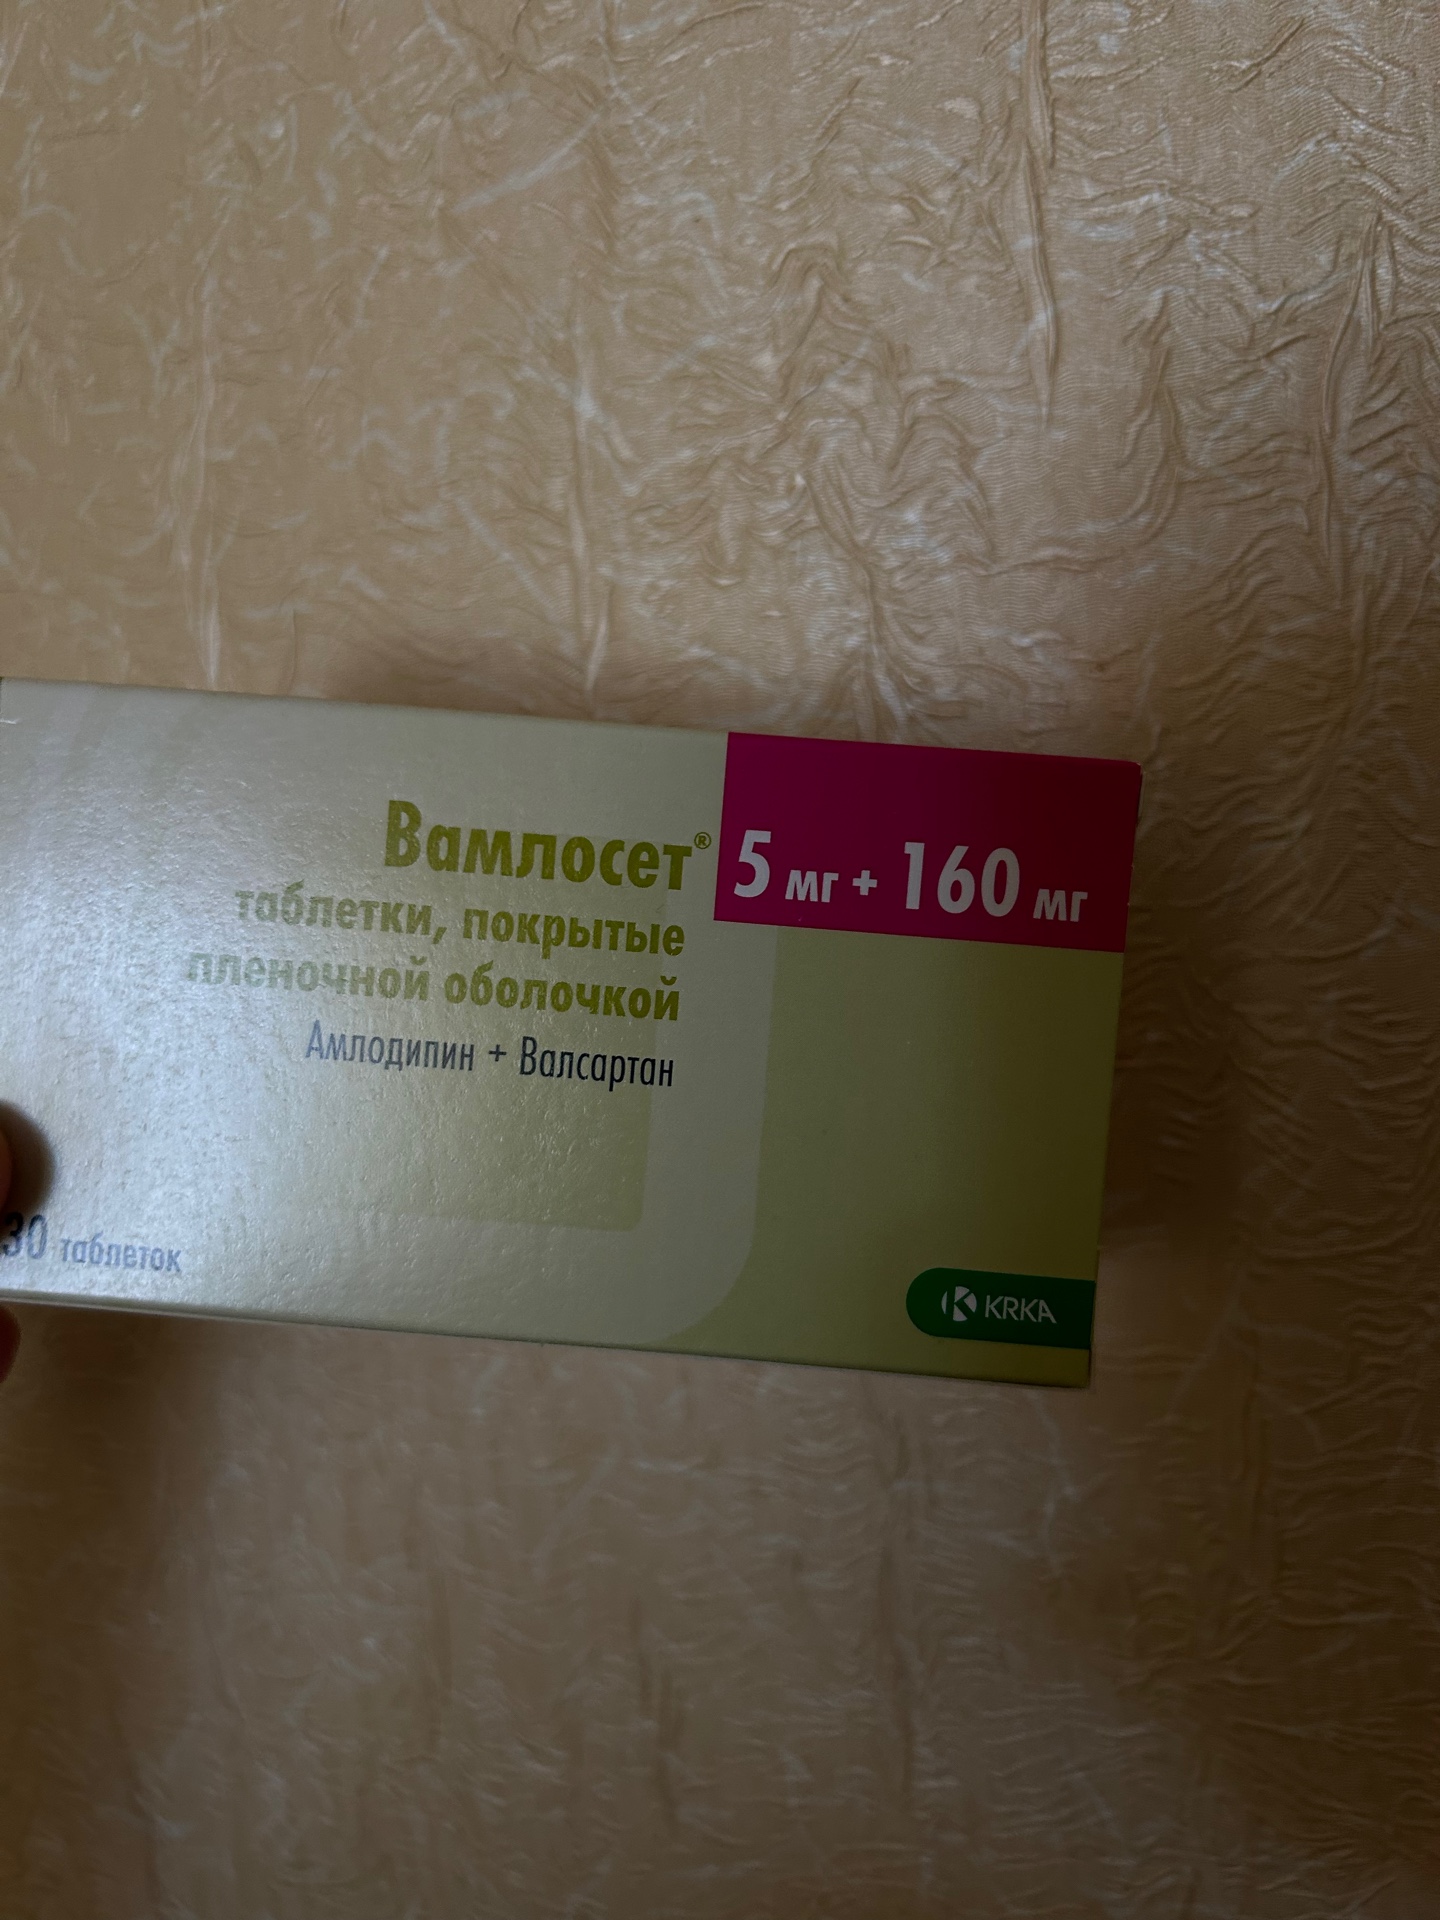 Вамлосет®
5 мг + 160 мг
таблетки, покрытые
пленочной оболочкой
Амлодипин + Валсартан
30 таблеток
KRKA